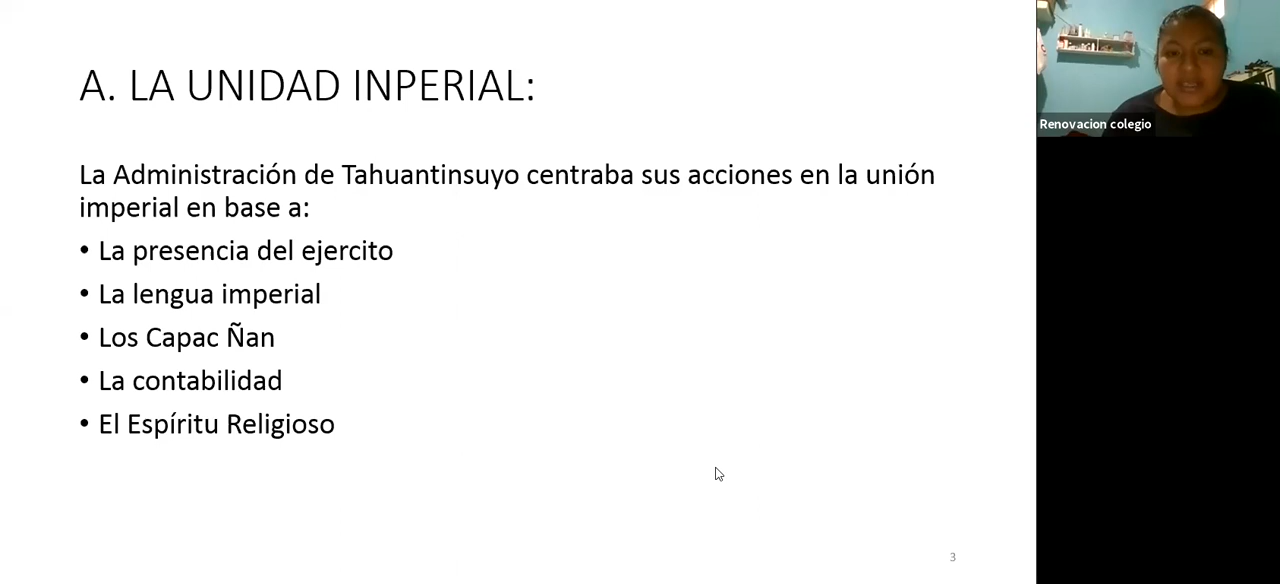 A. LA UNIDAD INPERIAL:
La Administración de Tahuantinsuyo centraba sus acciones en la unión
imperial en base a:
• La presencia del ejercito
• La lengua imperial
• Los Capac Ñan
• La contabilidad
• El Espíritu Religioso
3
Renovacion colegio